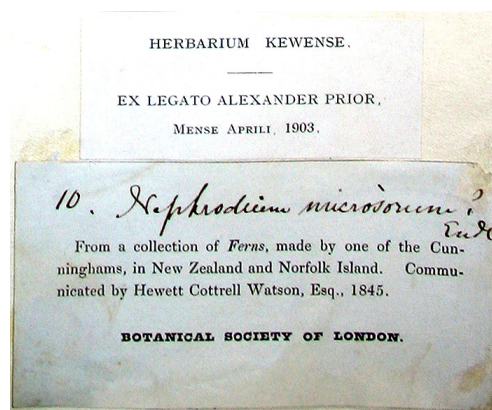 HERBARIUM KEWENSE.
EX LEGATO ALEXANDER PRIOR,
MENSE APRILI, 1903.
10. Nephrodium microsorum?
Endl
From a collection of Ferns, made by one of the Cun-
ninghams, in New Zealand and Norfolk Island. Commu-
nicated by Hewett Cottrell Watson, Esq., 1845.
BOTANICAL SOCIETY OF LONDON.